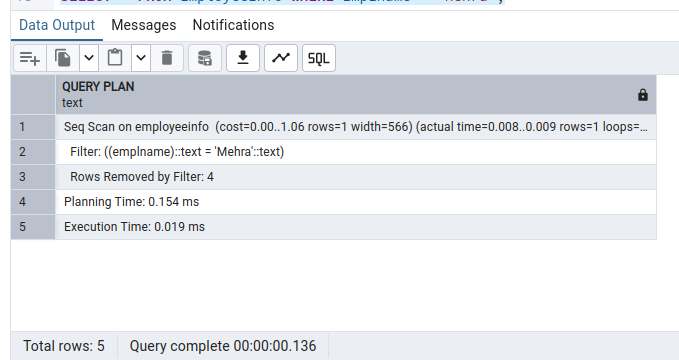 Data Output Messages Notifications
SQL
QUERY PLAN
text
1 Seq Scan on employeeinfo (cost=0.00..1.06 rows=1 width=566) (actual time=0.008..0.009 rows=1 loops=...
2 Filter: ((emplname)::text = 'Mehra'::text)
3 Rows Removed by Filter: 4
4 Planning Time: 0.154 ms
5 Execution Time: 0.019 ms
Total rows: 5 Query complete 00:00:00.136